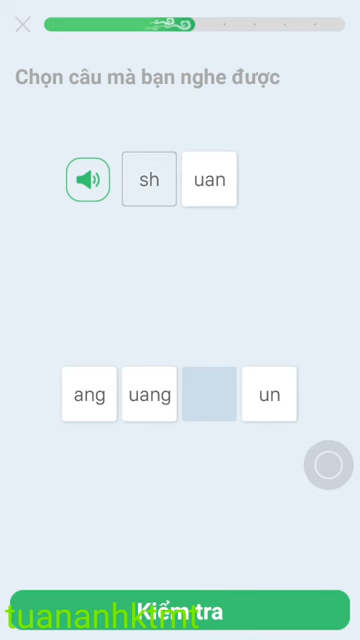 Chọn câu mà bạn nghe được
sh uan
ang uang un
Kiểm tra
tuananhktmt